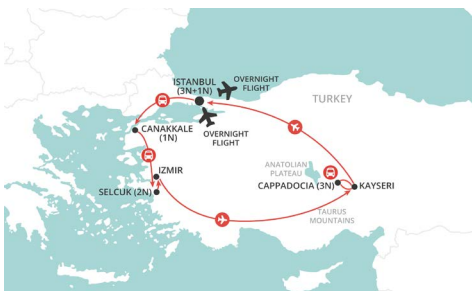 ISTANBUL
(3N+1N)
OVERNIGHT
FLIGHT
TURKEY
CANAKKALE
(1N)
OVERNIGHT
FLIGHT
IZMIR
SELCUK (2N)
ANATOLIAN
PLATEAU
CAPPADOCIA (3N)
KAYSERI
TAURUS
MOUNTAINS